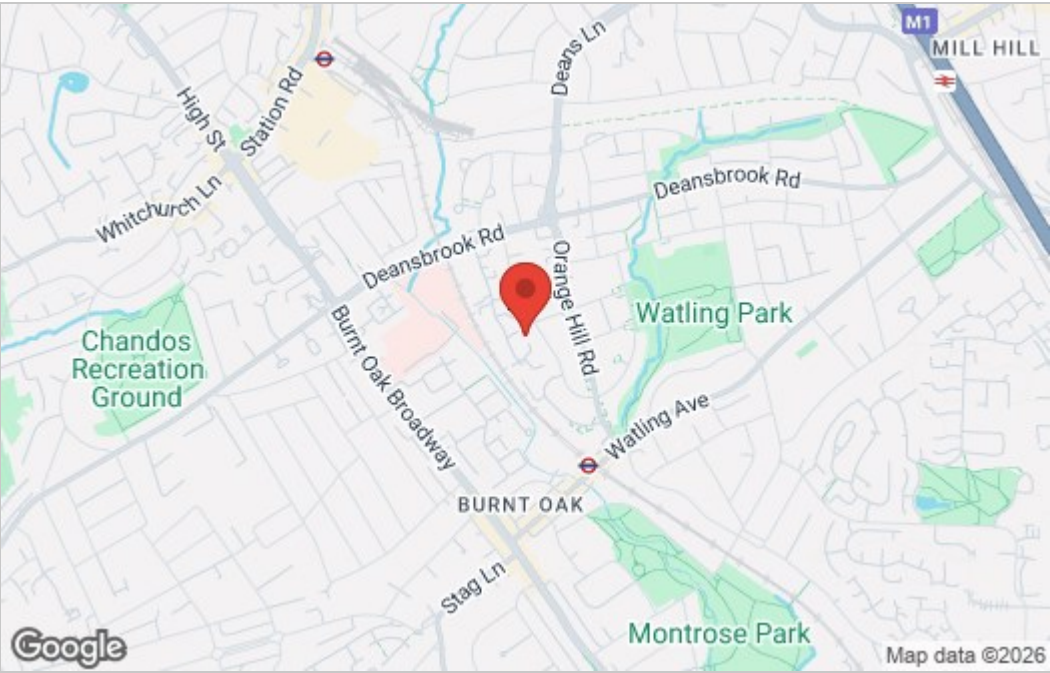 M1
MILL HILL
Deans Ln
High St
Station Rd
Whitchurch Ln
Deansbrook Rd
Deansbrook Rd
Orange Hill Rd
Watling Park
Chandos
Recreation
Ground
Burnt Oak Broadway
Watling Ave
BURNT OAK
Stag Ln
Montrose Park
Google
Map data ©2026